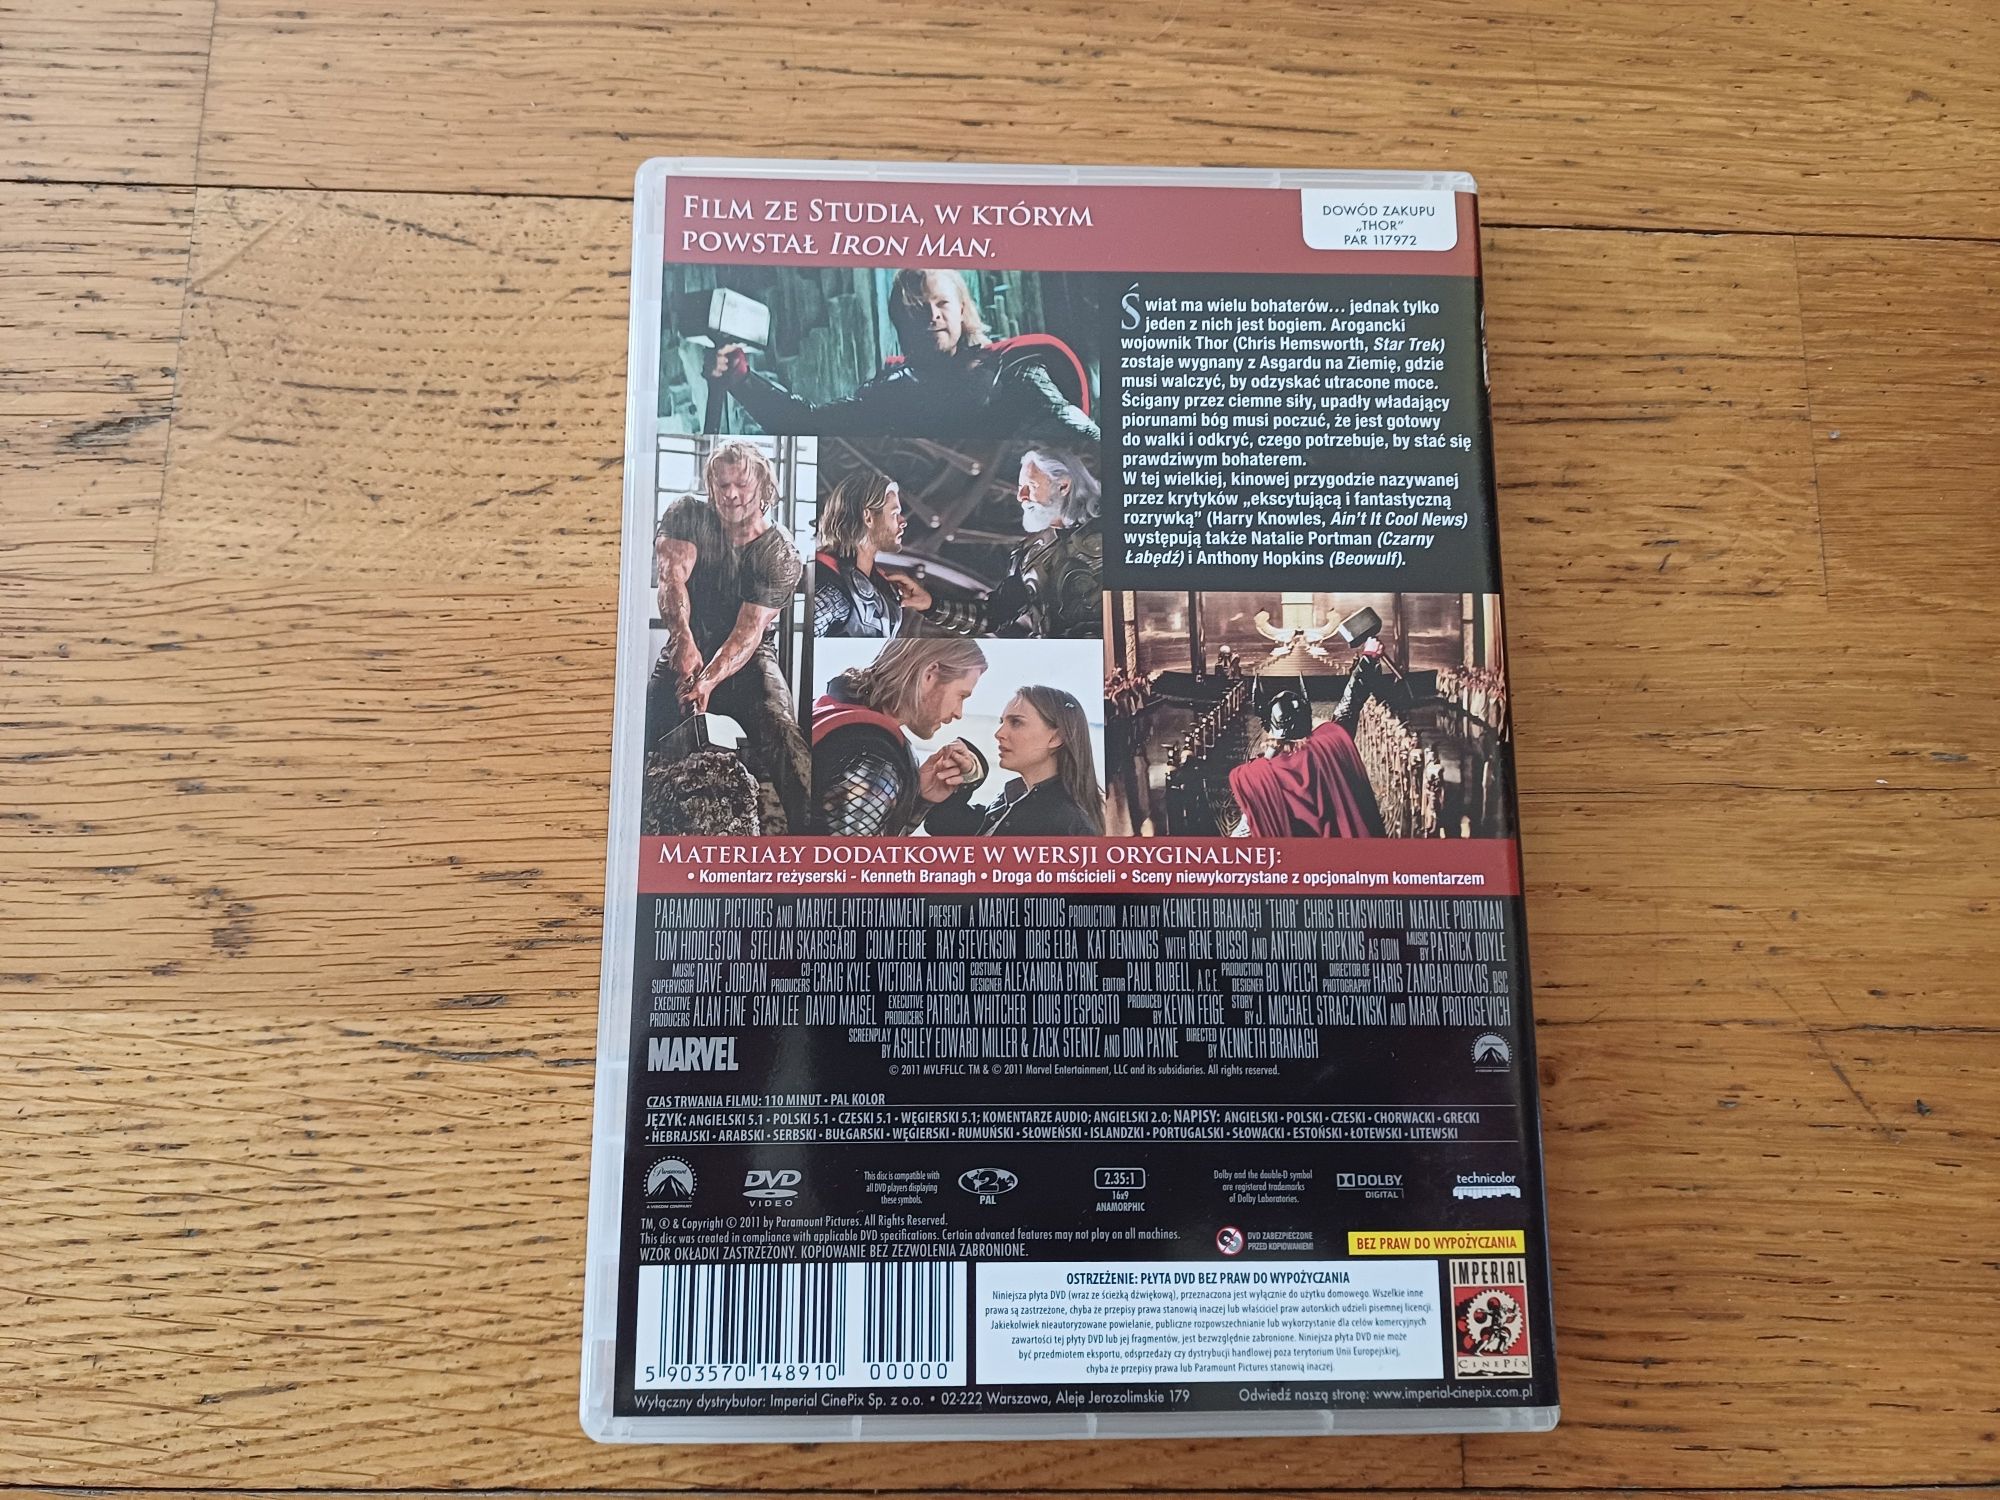 FILM ZE STUDIA, W KTÓRYM
POWSTAŁ IRON MAN.
DOWÓD ZAKUPU
„THOR”
PAR 117972
Świat ma wielu bohaterów... jednak tylko
jeden z nich jest bogiem. Arogancki
wojownik Thor (Chris Hemsworth, Star Trek)
zostaje wygnany z Asgardu na Ziemię, gdzie
musi walczyć, by odzyskać utracone moce.
Ścigany przez ciemne siły, upadły władający
piorunami bóg musi poczuć, że jest gotowy
do walki i odkryć, czego potrzebuje, by stać się
prawdziwym bohaterem.
W tej wielkiej, kinowej przygodzie nazywanej
przez krytyków „ekscytującą i fantastyczną
rozrywką” (Harry Knowles, Ain't It Cool News)
występują także Natalie Portman (Czarny
Łabędź) i Anthony Hopkins (Beowulf).
MATERIAŁY DODATKOWE W WERSJI ORYGINALNEJ:
• Komentarz reżyserski - Kenneth Branagh • Droga do mścicieli • Sceny niewykorzystane z opcjonalnym komentarzem
PARAMOUNT PICTURES AND MARVEL ENTERTAINMENT PRESENT A MARVEL STUDIOS PRODUCTION A FILM BY KENNETH BRANAGH "THOR" CHRIS HEMSWORTH NATALIE PORTMAN
TOM HIDDLESTON STELLAN SKARSGÅRD COLM FEORE RAY STEVENSON IDRIS ELBA KAT DENNINGS WITH RENE RUSSO AND ANTHONY HOPKINS AS ODIN MUSIC BY PATRICK DOYLE
MUSIC SUPERVISOR DAVE JORDAN CO-PRODUCERS CRAIG KYLE VICTORIA ALONSO COSTUME DESIGNER ALEXANDRA BYRNE EDITOR PAUL RUBELL, A.C.E. PRODUCTION DESIGNER BO WELCH DIRECTOR OF PHOTOGRAPHY HARIS ZAMBARLOUKOS, BSC
EXECUTIVE PRODUCERS ALAN FINE STAN LEE DAVID MAISEL EXECUTIVE PRODUCERS PATRICIA WHITCHER LOUIS D'ESPOSITO PRODUCED BY KEVIN FEIGE STORY BY J. MICHAEL STRACZYNSKI AND MARK PROTOSEVICH
SCREENPLAY BY ASHLEY EDWARD MILLER & ZACK STENTZ AND DON PAYNE DIRECTED BY KENNETH BRANAGH
MARVEL
© 2011 MVLFFLLC. TM & © 2011 Marvel Entertainment, LLC and its subsidiaries. All rights reserved.
CZAS TRWANIA FILMU: 110 MINUT • PAL KOLOR
JĘZYK: ANGIELSKI 5.1 • POLSKI 5.1 • CZESKI 5.1 • WĘGIERSKI 5.1; KOMENTARZE AUDIO; ANGIELSKI 2.0; NAPISY: ANGIELSKI • POLSKI • CZESKI • CHORWACKI • GRECKI
• HEBRAJSKI • ARABSKI • SERBSKI • BUŁGARSKI • WĘGIERSKI • RUMUŃSKI • SŁOWEŃSKI • ISLANDZKI • PORTUGALSKI • SŁOWACKI • ESTOŃSKI • ŁOTEWSKI • LITEWSKI
Paramount
A VIACOM COMPANY
DVD
VIDEO
This disc is compatible with
all DVD players displaying
these symbols.
2
PAL
2.35:1
16x9
ANAMORPHIC
Dolby and the double-D symbol
are registered trademarks
of Dolby Laboratories.
DOLBY
DIGITAL
technicolor
TM, ® & Copyright © 2011 by Paramount Pictures. All Rights Reserved.
This disc was created in compliance with applicable DVD specifications. Certain advanced features may not play on all machines.
WZÓR OKŁADKI ZASTRZEŻONY. KOPIOWANIE BEZ ZEZWOLENIA ZABRONIONE.
DVD ZABEZPIECZONE
PRZED KOPIOWANIEM!
BEZ PRAW DO WYPOŻYCZANIA
OSTRZEŻENIE: PŁYTA DVD BEZ PRAW DO WYPOŻYCZANIA
Niniejsza płyta DVD (wraz ze ścieżką dźwiękową), przeznaczona jest wyłącznie do użytku domowego. Wszelkie inne
prawa są zastrzeżone, chyba że przepisy prawa stanowią inaczej lub właściciel praw autorskich udzieli pisemnej licencji.
Jakiekolwiek nieautoryzowane powielanie, publiczne rozpowszechnianie lub wykorzystanie dla celów komercyjnych
zawartości tej płyty DVD lub jej fragmentów, jest bezwzględnie zabronione. Niniejsza płyta DVD nie może
być przedmiotem eksportu, odsprzedaży czy dystrybucji handlowej poza terytorium Unii Europejskiej,
chyba że przepisy prawa lub Paramount Pictures stanowią inaczej.
IMPERIAL
CINEPIX
5 903570 148910 00000
Wyłączny dystrybutor: Imperial CinePix Sp. z o.o. • 02-222 Warszawa, Aleje Jerozolimskie 179
Odwiedź naszą stronę: www.imperial-cinepix.com.pl